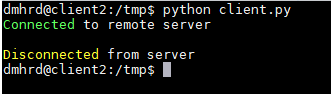 dmhrd@client2:/tmp$ python client.py
Connected to remote server
Disconnected from server
dmhrd@client2:/tmp$